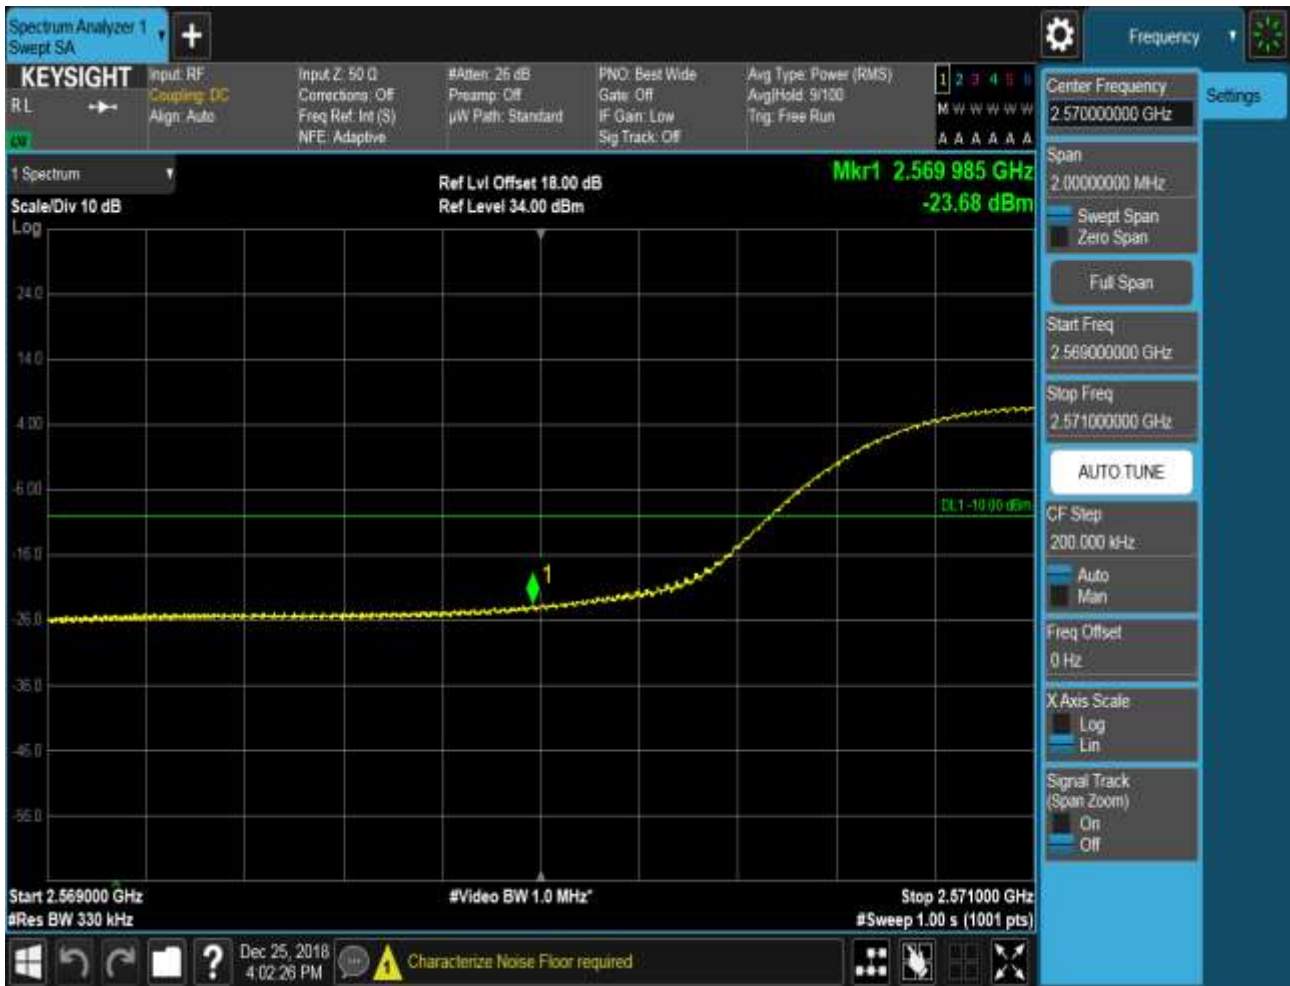 Spectrum Analyzer 1
Swept SA
+
Frequency
KEYSIGHT
RL
LXI
Input: RF
Coupling: DC
Align: Auto
Input Z: 50 Ω
Corrections: Off
Freq Ref: Int (S)
NFE: Adaptive
#Atten: 26 dB
Preamp: Off
µW Path: Standard
PNO: Best Wide
Gate: Off
IF Gain: Low
Sig Track: Off
Avg Type: Power (RMS)
Avg|Hold: 9/100
Trig: Free Run
1 2 3 4 5 6
M W W W W W
A A A A A A
1 Spectrum
Scale/Div 10 dB
Log
Ref Lvl Offset 18.00 dB
Ref Level 34.00 dBm
Mkr1 2.569 985 GHz
-23.68 dBm
24.0
14.0
4.00
-6.00
-16.0
-26.0
-36.0
-46.0
-56.0
DL1 -10.00 dBm
1
Start 2.569000 GHz
#Res BW 330 kHz
#Video BW 1.0 MHz*
Stop 2.571000 GHz
#Sweep 1.00 s (1001 pts)
Center Frequency
2.570000000 GHz
Settings
Span
2.00000000 MHz
Swept Span
Zero Span
Full Span
Start Freq
2.569000000 GHz
Stop Freq
2.571000000 GHz
AUTO TUNE
CF Step
200.000 kHz
Auto
Man
Freq Offset
0 Hz
X Axis Scale
Log
Lin
Signal Track
(Span Zoom)
On
Off
?
Dec 25, 2018
4:02:26 PM
1
Characterize Noise Floor required